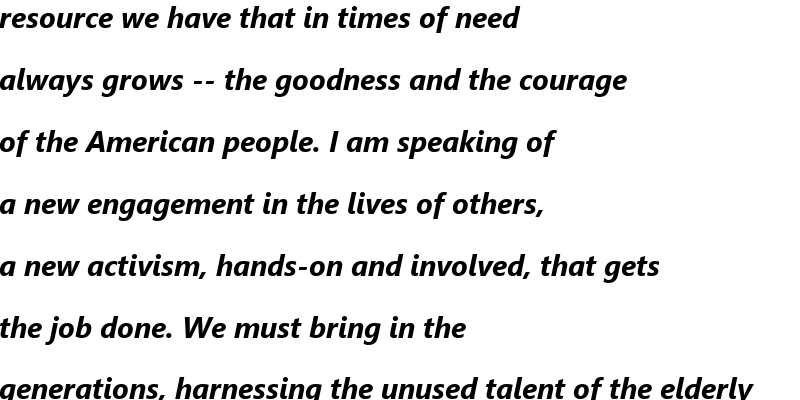 resource we have that in times of need
always grows -- the goodness and the courage
of the American people. I am speaking of
a new engagement in the lives of others,
a new activism, hands-on and involved, that gets
the job done. We must bring in the
generations, harnessing the unused talent of the elderly